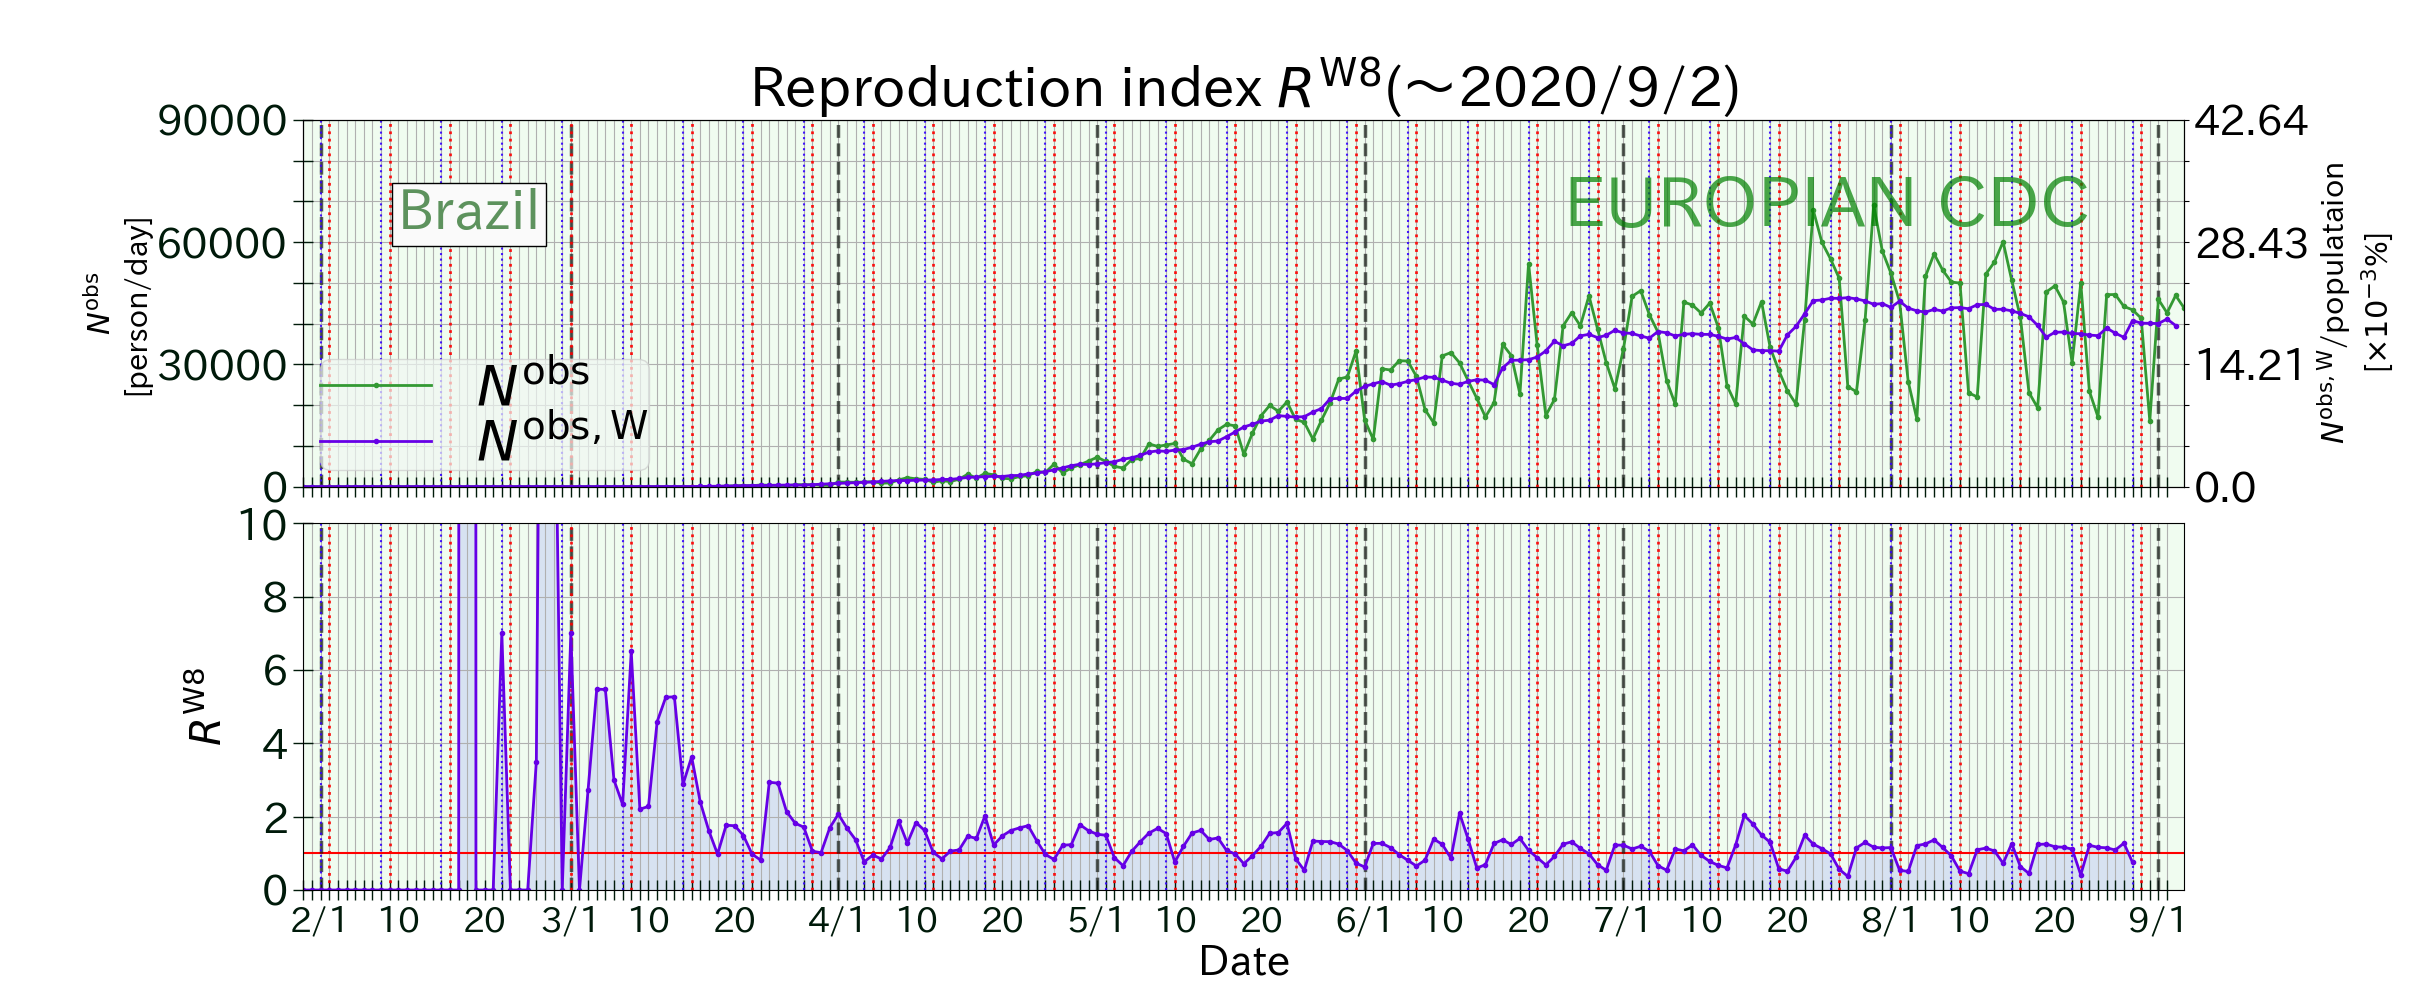 Reproduction index R^W8(～2020/9/2)
90000
60000
30000
0
N^obs
[person/day]
Brazil
EUROPIAN CDC
N^obs
N^obs, W
42.64
28.43
14.21
0.0
N^obs, W/populataion
[×10^−3%]
10
8
6
4
2
0
R^W8
2/1 10 20 3/1 10 20 4/1 10 20 5/1 10 20 6/1 10 20 7/1 10 20 8/1 10 20 9/1
Date